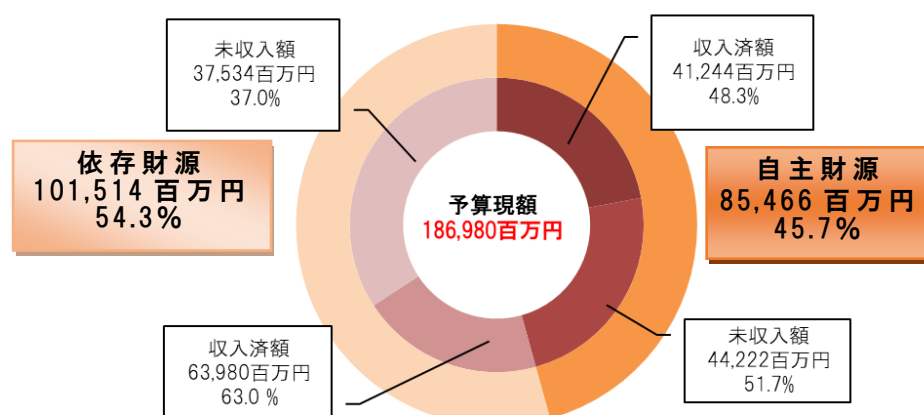 未収入額
37,534百万円
37.0%
収入済額
41,244百万円
48.3%
依存財源
101,514 百万円
54.3%
予算現額
186,980百万円
自主財源
85,466 百万円
45.7%
収入済額
63,980百万円
63.0 %
未収入額
44,222百万円
51.7%